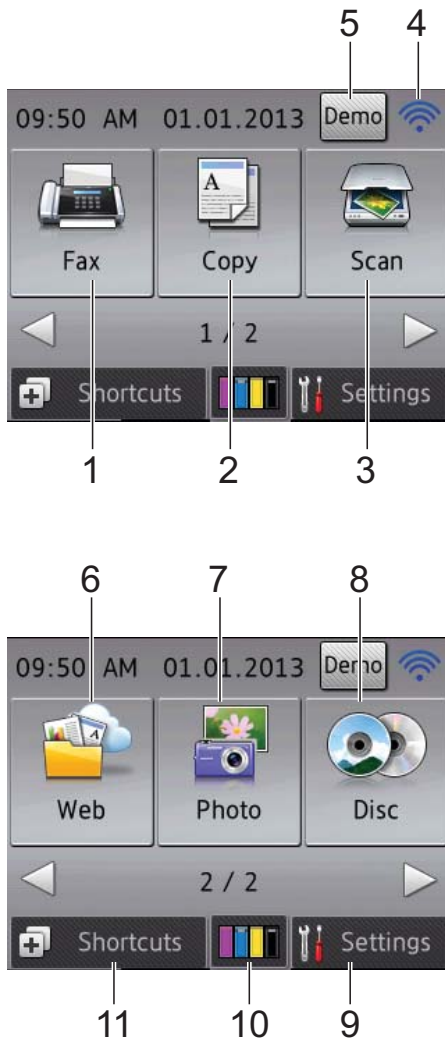 5 4
09:50 AM 01.01.2013 Demo
Fax Copy Scan
1 / 2
Shortcuts Settings
1 2 3
6 7 8
09:50 AM 01.01.2013 Demo
Web Photo Disc
2 / 2
Shortcuts Settings
11 10 9